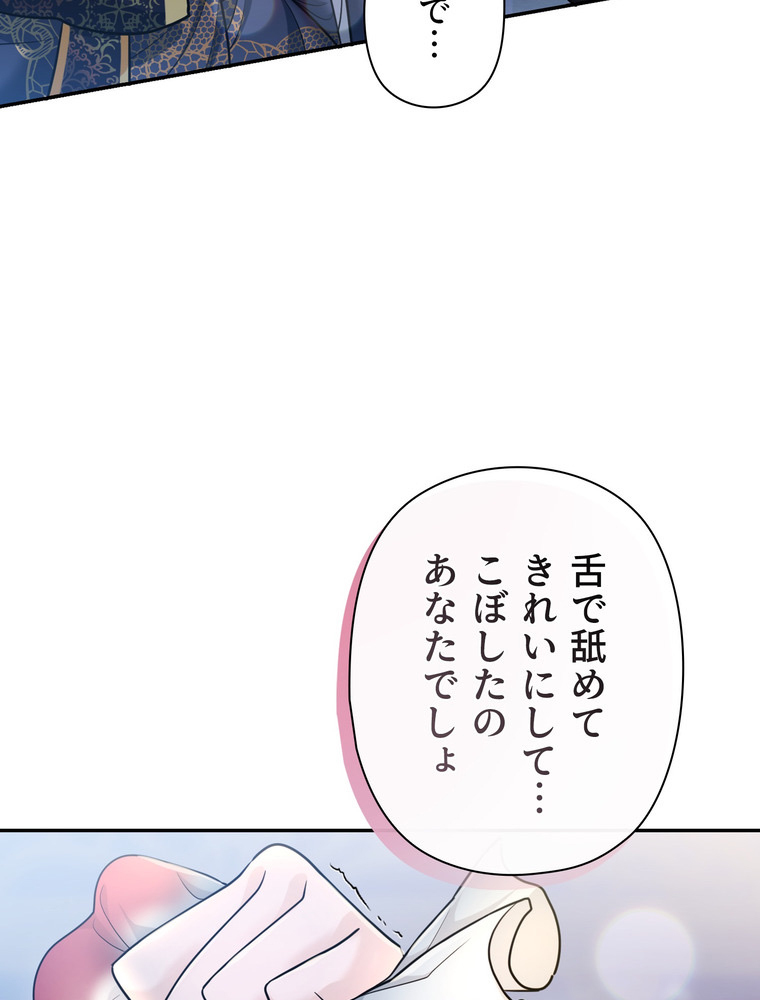 で…
舌で舐めて
きれいにして…
こぼしたの
あなたでしょ